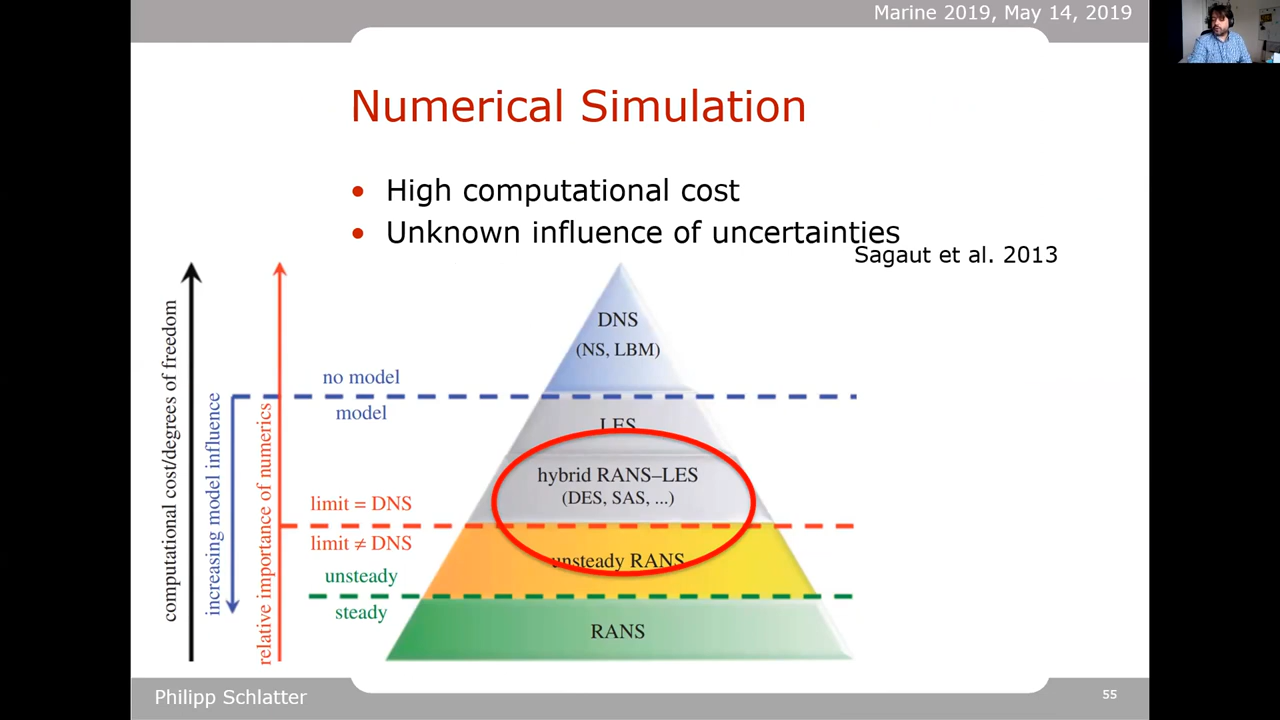 Marine 2019, May 14, 2019
Numerical Simulation
• High computational cost
• Unknown influence of uncertainties
Sagaut et al. 2013
computational cost/degrees of freedom
increasing model influence
relative importance of numerics
DNS
(NS, LBM)
no model
model
LES
hybrid RANS–LES
(DES, SAS, ...)
limit = DNS
limit ≠ DNS
unsteady RANS
unsteady
steady
RANS
Philipp Schlatter
55